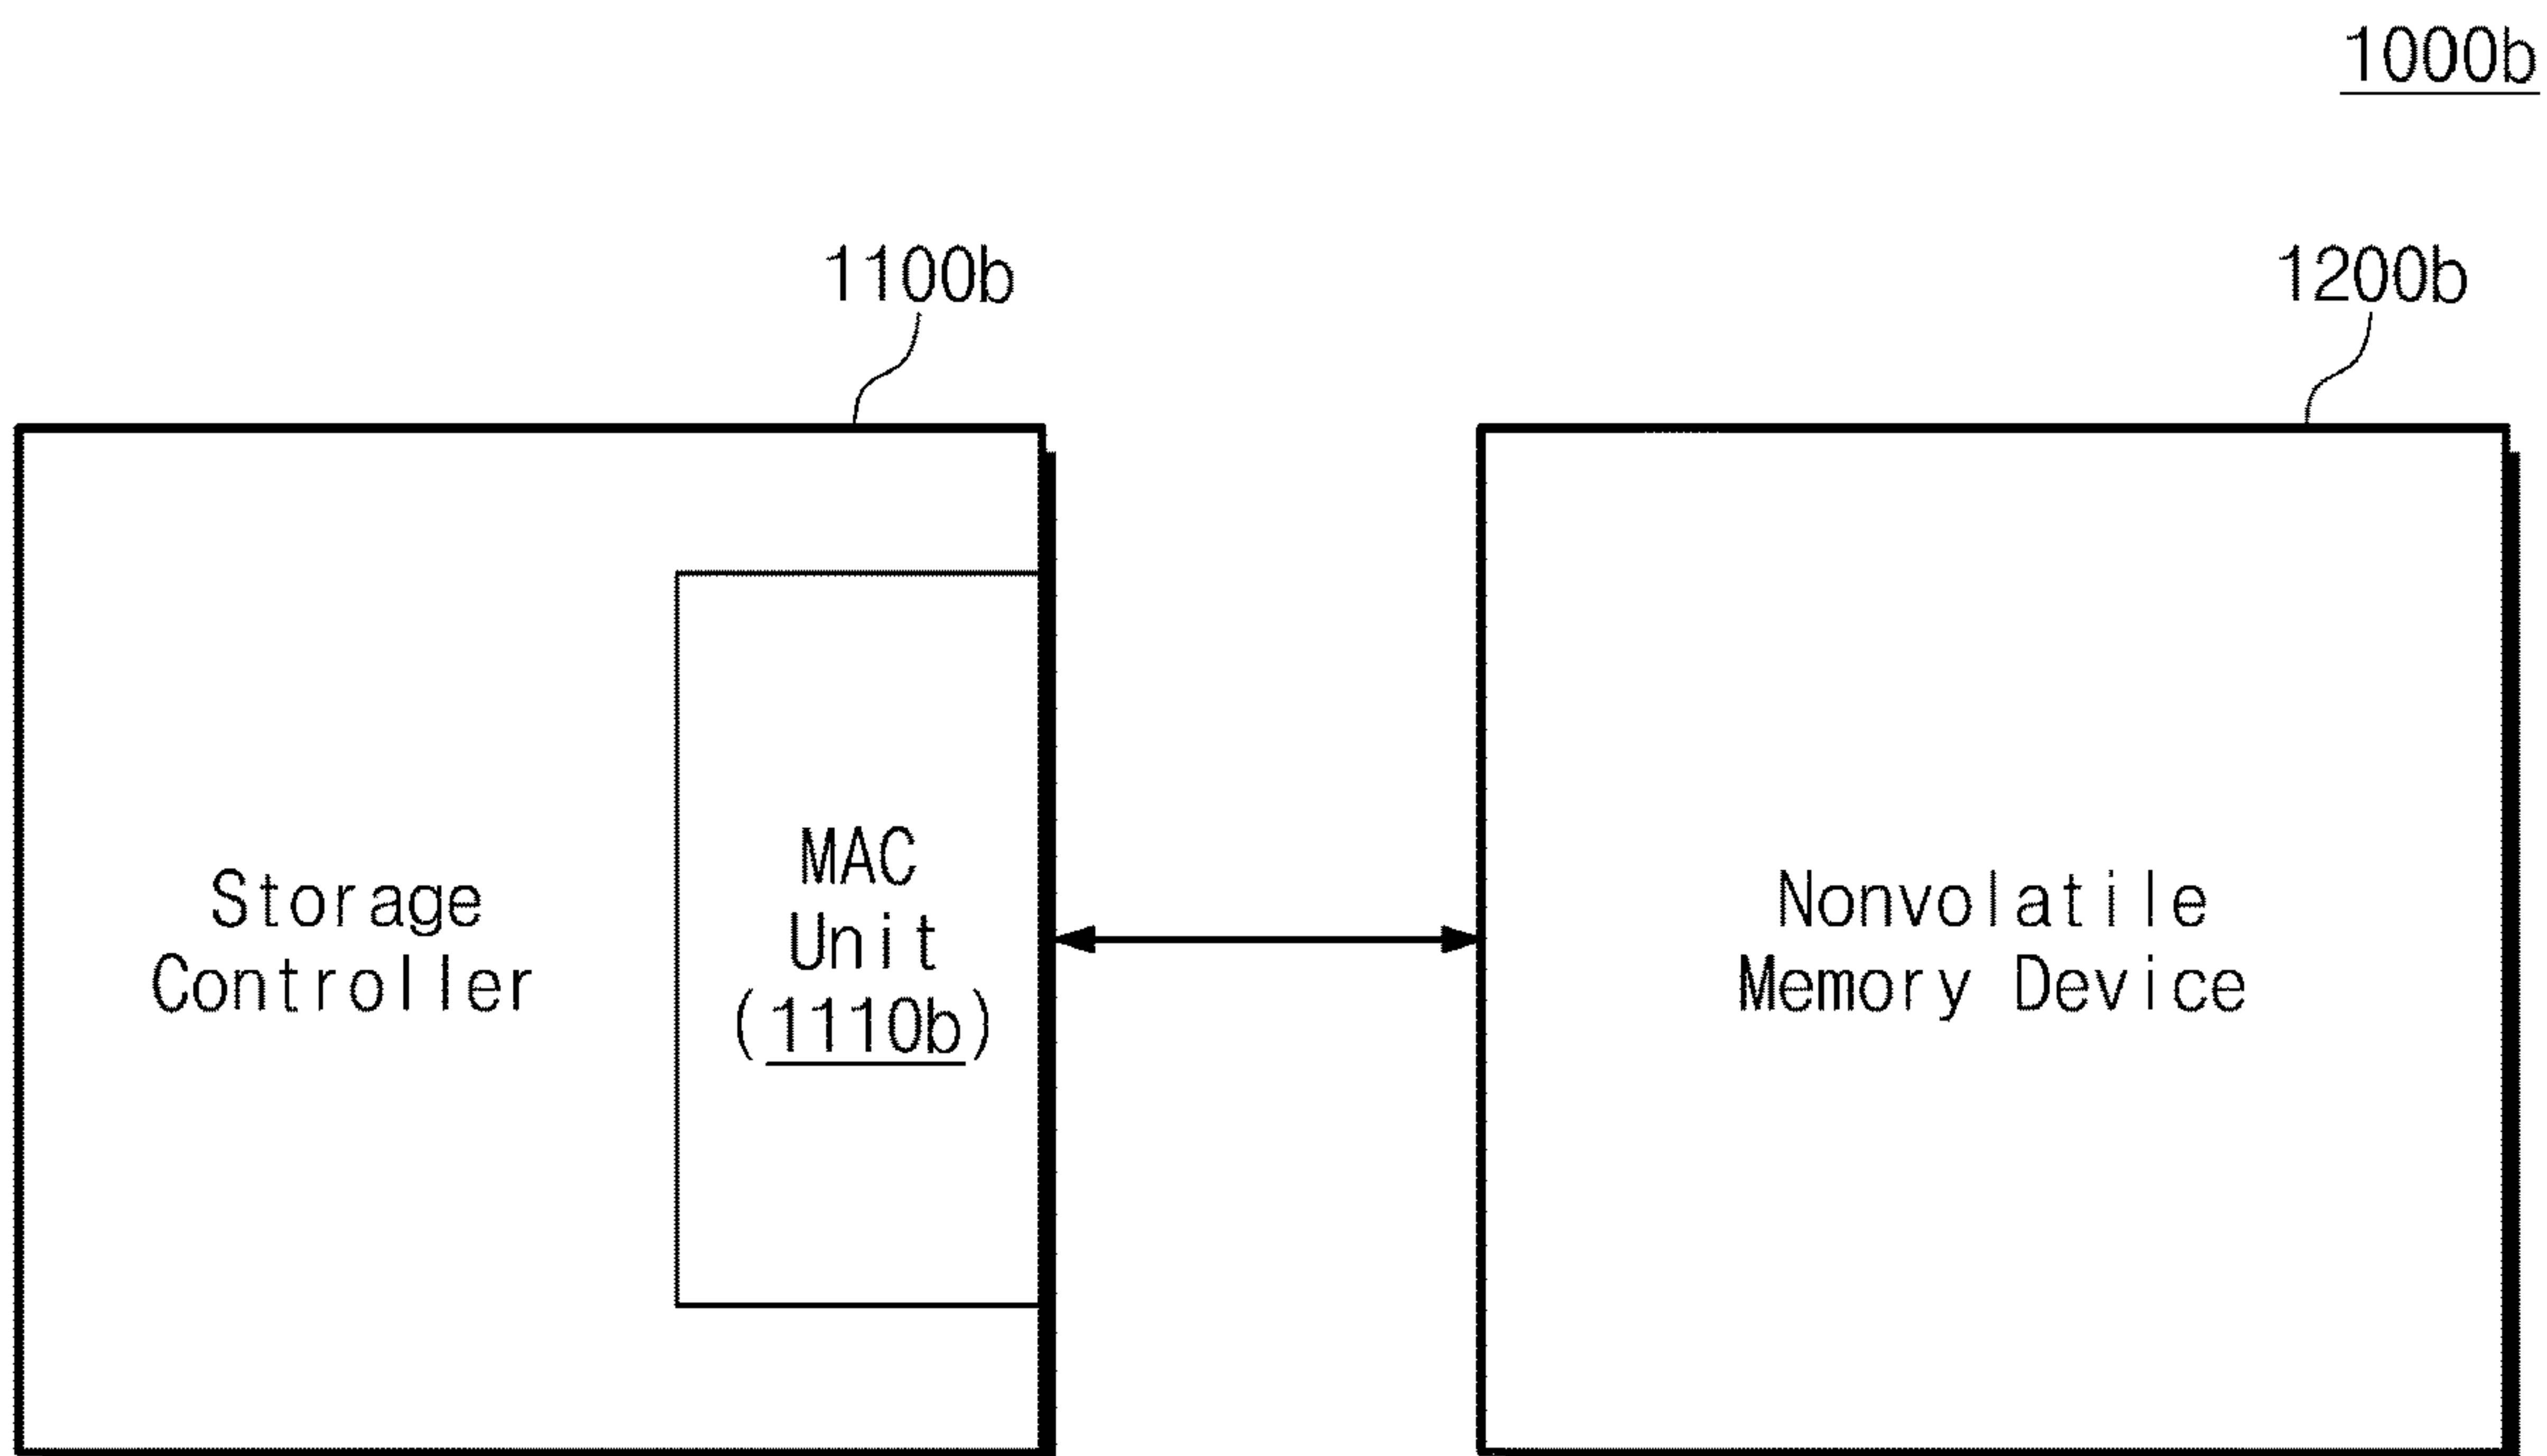 1000b
1100b
1200b
Storage
Controller
MAC
Unit
(1110b)
Nonvolatile
Memory Device